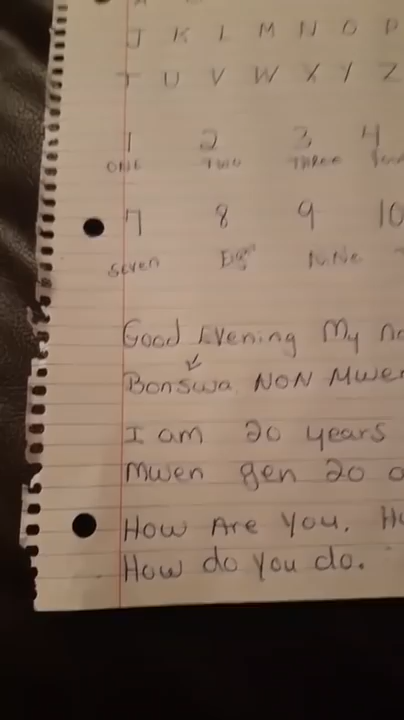 J K L M N O P
T U V W X Y Z
1 2 3 4
ONE TWO THREE
7 8 9 10
Seven Eight NiNe
Good Evening My
Bonswa NON Mwen
I am 20 years
Mwen gen 20
How Are You.
How do you do.